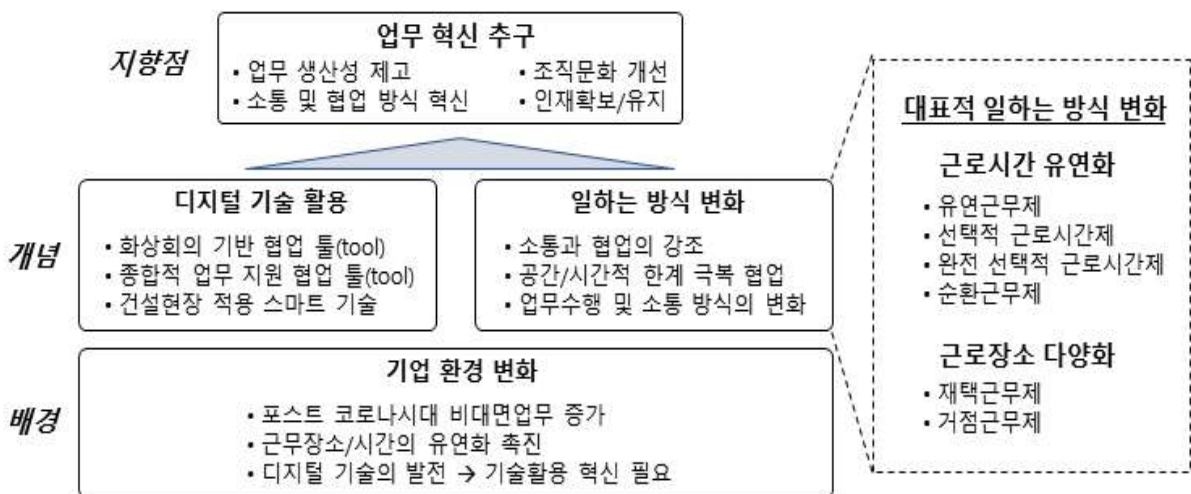 지향점
업무 혁신 추구
• 업무 생산성 제고 • 조직문화 개선
• 소통 및 협업 방식 혁신 • 인재확보/유지
개념
디지털 기술 활용
• 화상회의 기반 협업 툴(tool)
• 종합적 업무 지원 협업 툴(tool)
• 건설현장 적용 스마트 기술
일하는 방식 변화
• 소통과 협업의 강조
• 공간/시간적 한계 극복 협업
• 업무수행 및 소통 방식의 변화
배경
기업 환경 변화
• 포스트 코로나시대 비대면업무 증가
• 근무장소/시간의 유연화 촉진
• 디지털 기술의 발전 → 기술활용 혁신 필요
대표적 일하는 방식 변화
근로시간 유연화
• 유연근무제
• 선택적 근로시간제
• 완전 선택적 근로시간제
• 순환근무제
근로장소 다양화
• 재택근무제
• 거점근무제